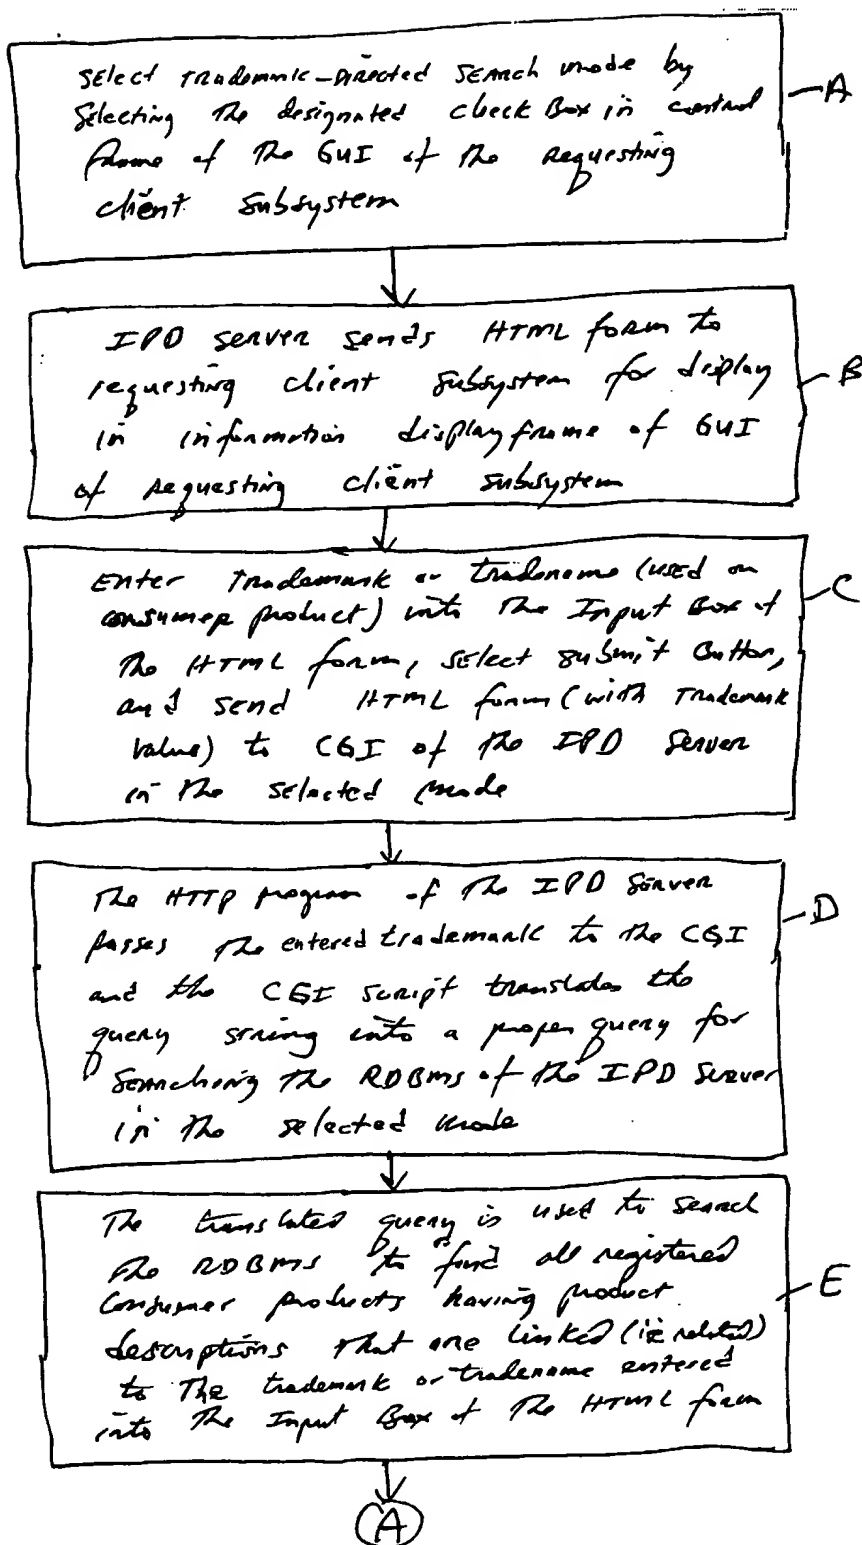 Select Trademark-Directed Search mode by
Selecting the designated check Box in control
frame of the GUI of the requesting
client subsystem
A
IPD server sends HTML form to
requesting client subsystem for display
in information display frame of GUI
of requesting client subsystem
B
Enter Trademark or tradename (used on
consumer product) into the Input Box of
the HTML form, select submit Button,
and send HTML form (with Trademark
value) to CGI of the IPD Server
in the selected mode
C
The HTTP program of the IPD Server
passes the entered trademark to the CGI
and the CGI script translates the
query string into a proper query for
Searching the RDBMS of the IPD Server
in the selected mode
D
The translated query is used to search
the RDBMS to find all registered
Consumer products having product
descriptions that are linked (ie related)
to the trademark or tradename entered
into the Input Box of the HTML form
E
A